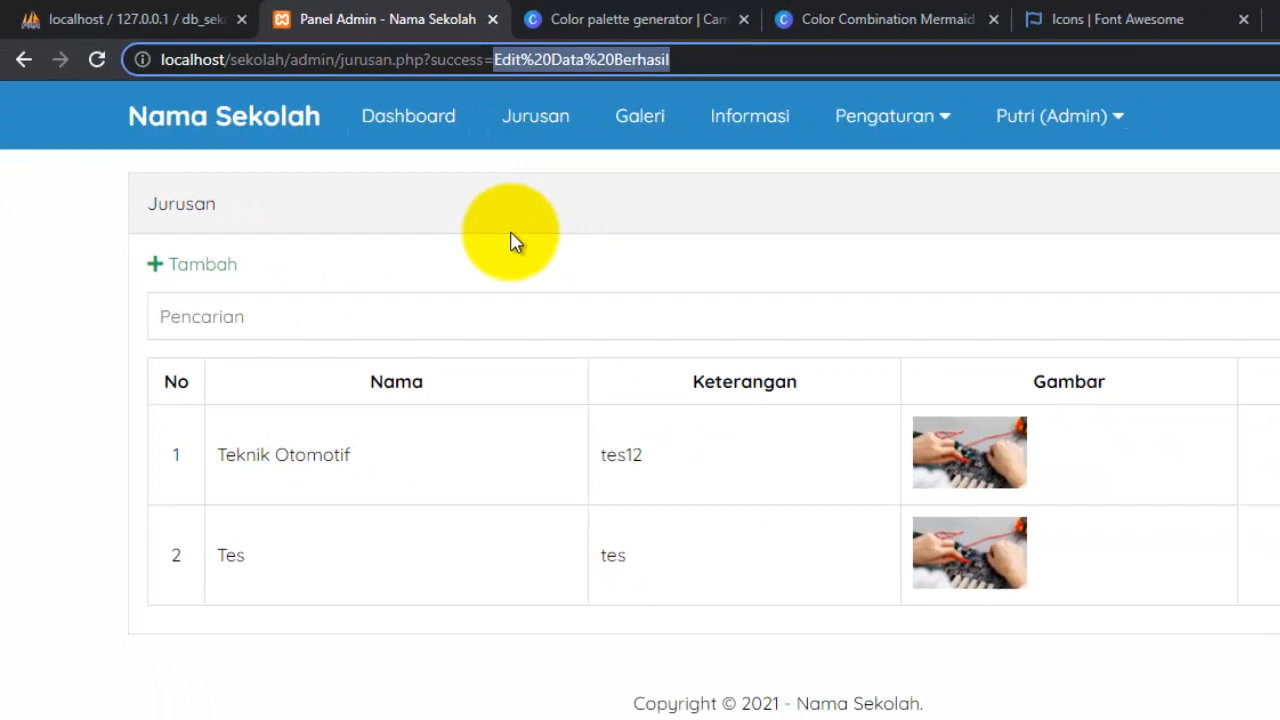 localhost / 127.0.0.1 / db_sek
Panel Admin - Nama Sekolah
Color palette generator | Can
Color Combination Mermaid
Icons | Font Awesome
localhost/sekolah/admin/jurusan.php?success=Edit%20Data%20Berhasil
Nama Sekolah Dashboard Jurusan Galeri Informasi Pengaturan Putri (Admin)
Jurusan
+ Tambah
Pencarian
No Nama Keterangan Gambar
1 Teknik Otomotif tes12
2 Tes tes
Copyright © 2021 - Nama Sekolah.